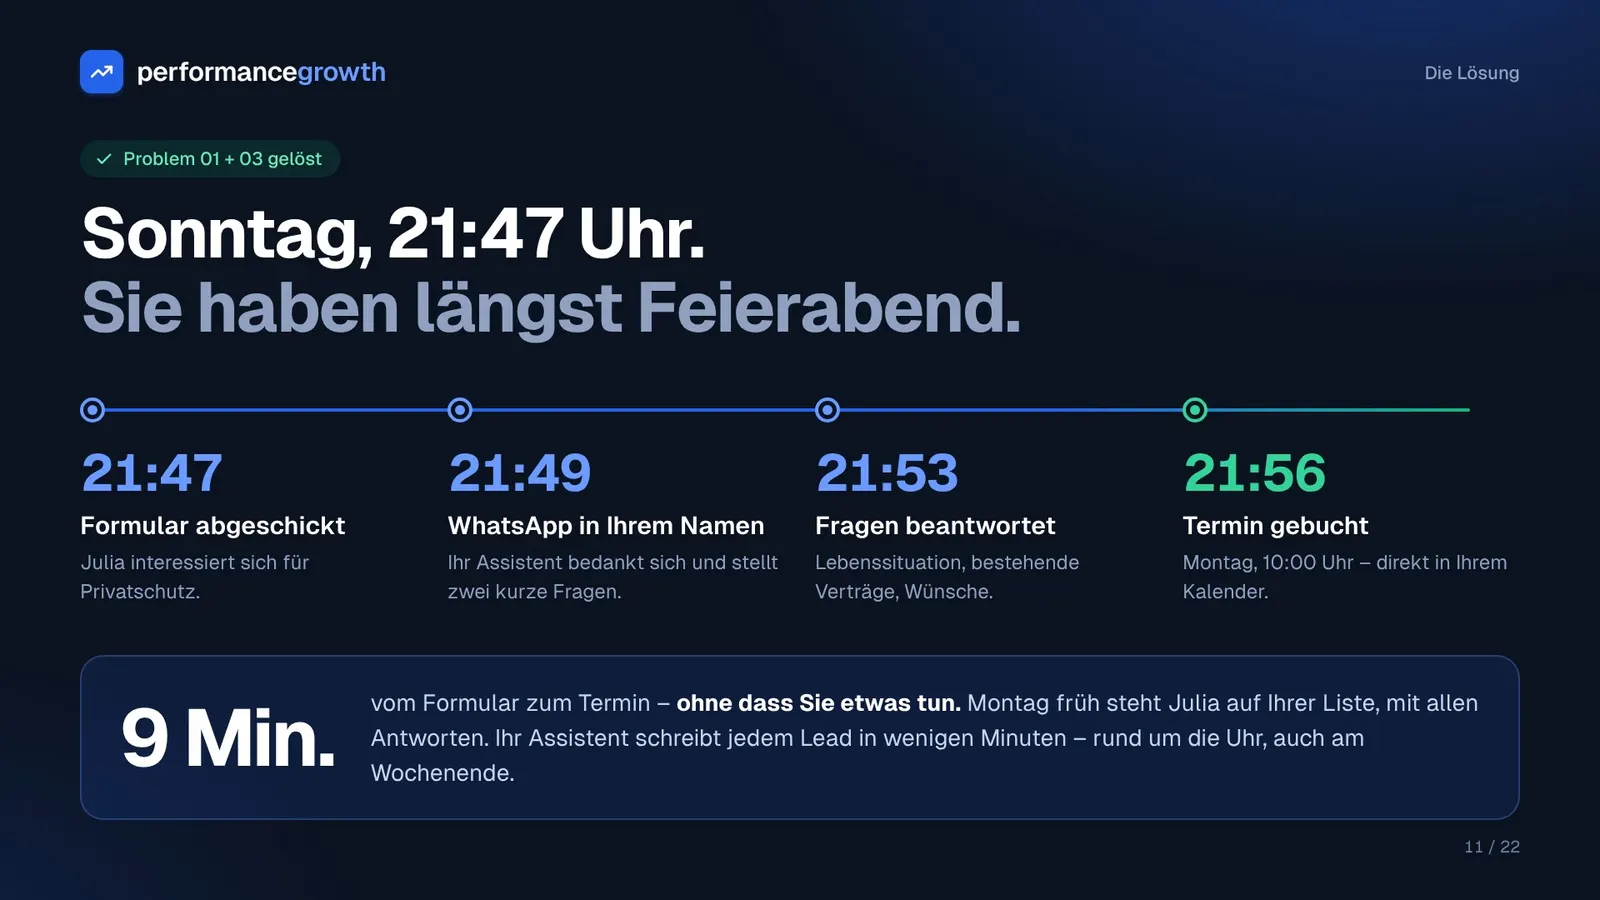 performancegrowth
Die Lösung
Problem 01 + 03 gelöst
Sonntag, 21:47 Uhr.
Sie haben längst Feierabend.
21:47
Formular abgeschickt
Julia interessiert sich für
Privatschutz.
21:49
WhatsApp in Ihrem Namen
Ihr Assistent bedankt sich und stellt
zwei kurze Fragen.
21:53
Fragen beantwortet
Lebenssituation, bestehende
Verträge, Wünsche.
21:56
Termin gebucht
Montag, 10:00 Uhr – direkt in Ihrem
Kalender.
9 Min.
vom Formular zum Termin – ohne dass Sie etwas tun. Montag früh steht Julia auf Ihrer Liste, mit allen
Antworten. Ihr Assistent schreibt jedem Lead in wenigen Minuten – rund um die Uhr, auch am
Wochenende.
11 / 22